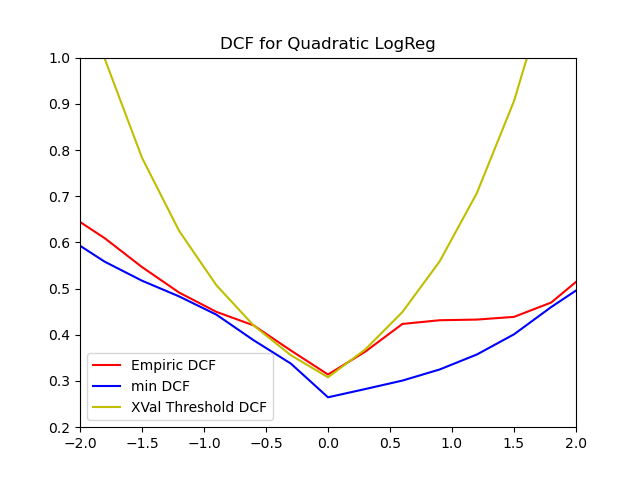 DCF for Quadratic LogReg
1.0
0.9
0.8
0.7
0.6
0.5
0.4
0.3
0.2
Empiric DCF
min DCF
XVal Threshold DCF
−2.0 −1.5 −1.0 −0.5 0.0 0.5 1.0 1.5 2.0